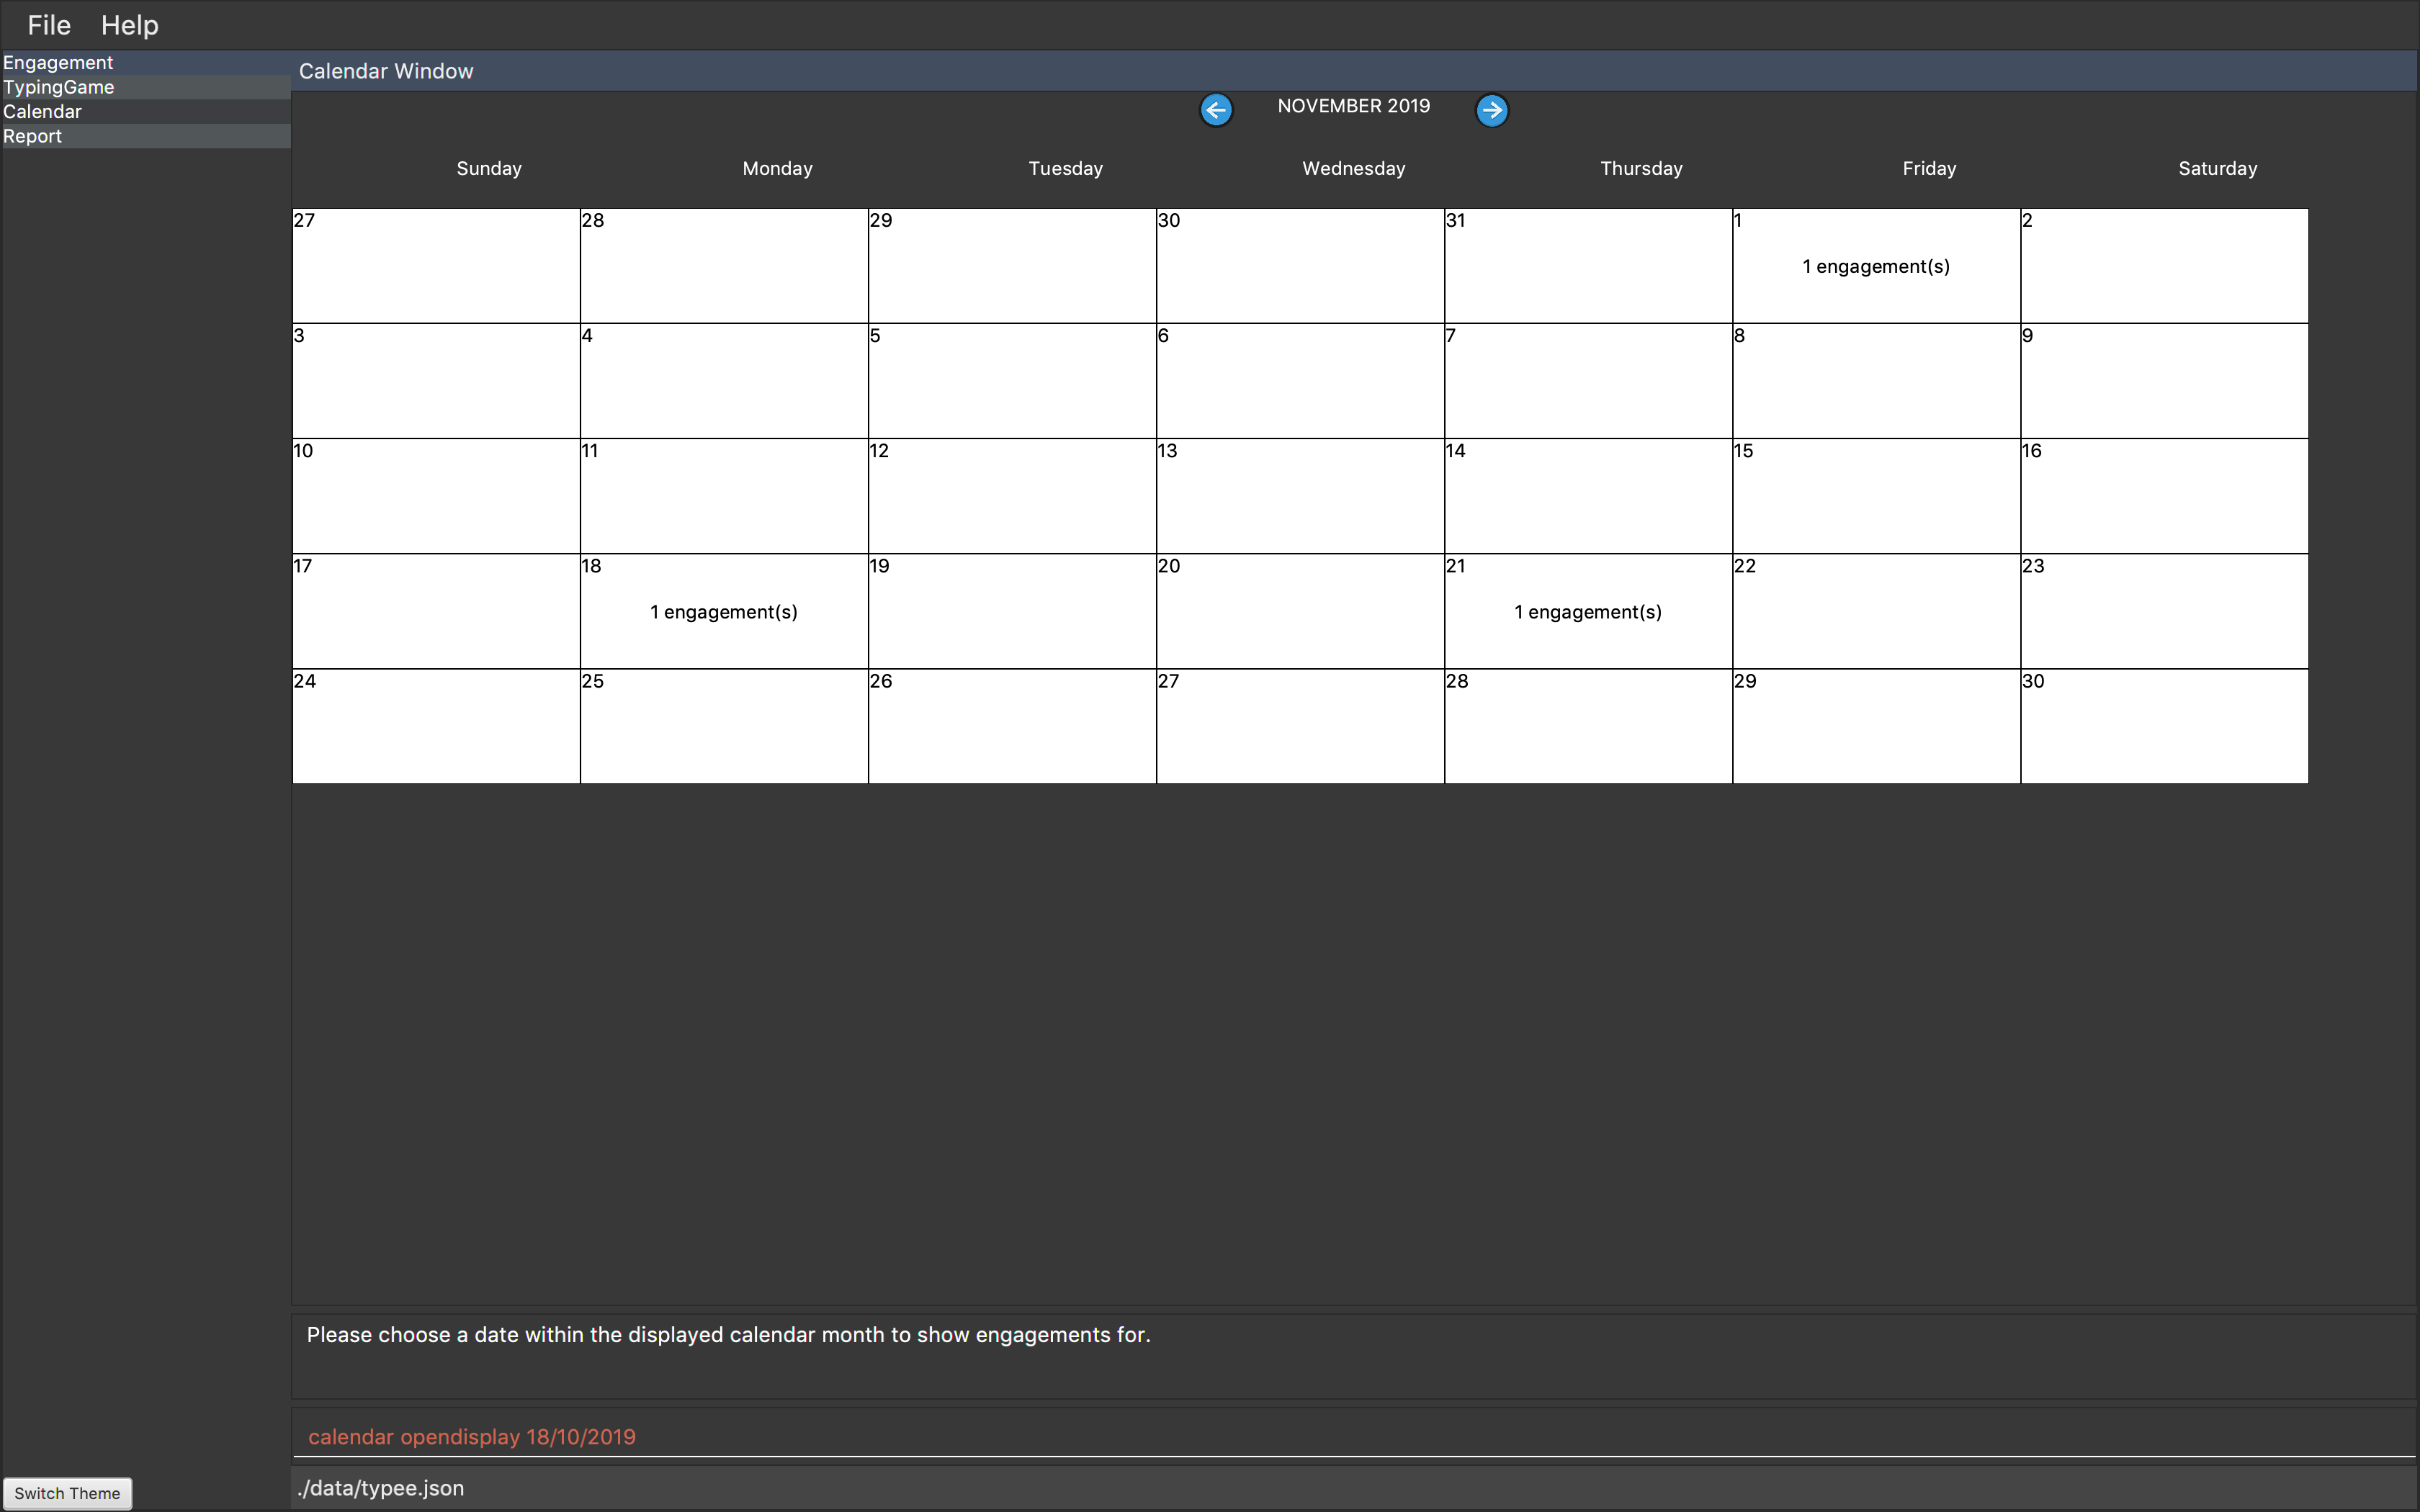 File Help
Engagement
TypingGame
Calendar
Report
Calendar Window
NOVEMBER 2019
Sunday Monday Tuesday Wednesday Thursday Friday Saturday
27 28 29 30 31 1 2
1 engagement(s)
3 4 5 6 7 8 9
10 11 12 13 14 15 16
17 18 19 20 21 22 23
1 engagement(s) 1 engagement(s)
24 25 26 27 28 29 30
Please choose a date within the displayed calendar month to show engagements for.
calendar opendisplay 18/10/2019
Switch Theme ./data/typee.json